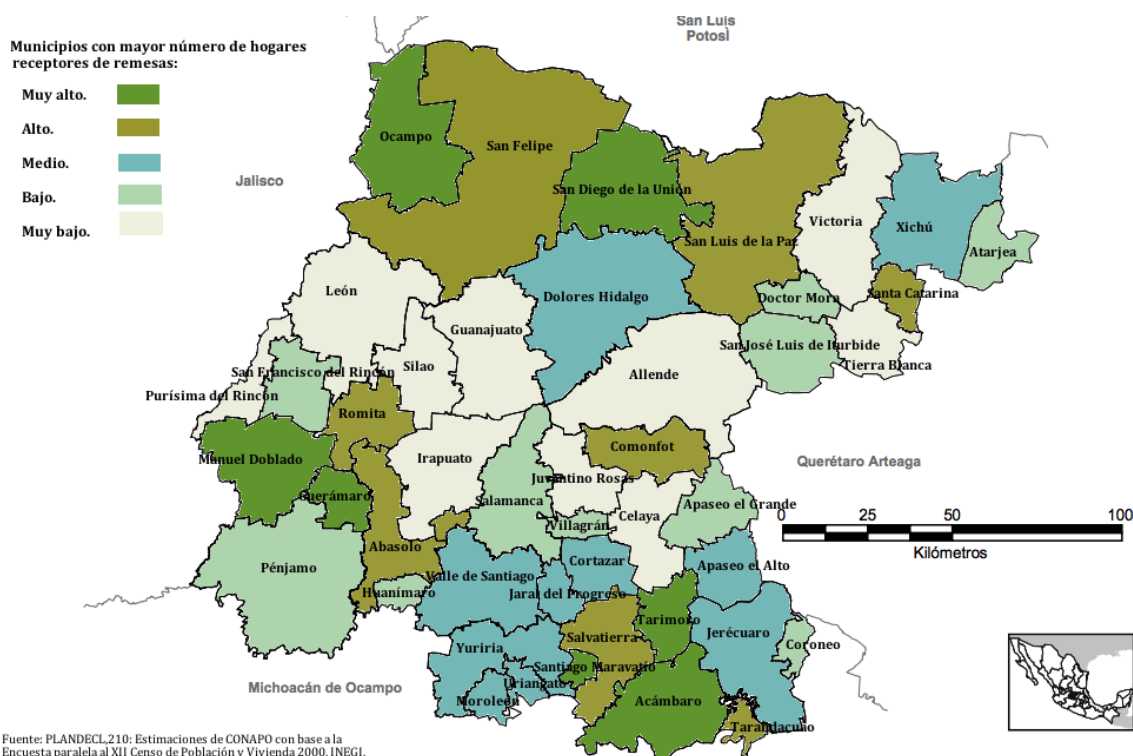 San Luis
Potosì
Municipios con mayor número de hogares
receptores de remesas:
Muy alto.
Alto.
Medio.
Bajo.
Muy bajo.
Jalisco
Ocampo
San Felipe
San Diego de la Unión
San Luis de la Paz
Victoria
Xichú
Atarjea
León
Guanajuato
Dolores Hidalgo
Doctor Mora
Santa Catarina
San Francisco del Rincón
Silao
Allende
San José Luis de Iturbide
Tierra Blanca
Purísima del Rincón
Romita
Manuel Doblado
Irapuato
Comonfot
Querétaro Arteaga
Cuerámaro
Salamanca
Juventino Rosas
Apaseo el Grande
Villagrán
Celaya
0 25 50 100
Kilómetros
Pénjamo
Abasolo
Huanímaro
Valle de Santiago
Cortazar
Jaral del Progreso
Apaseo el Alto
Tarimoro
Jerécuaro
Coroneo
Yuriria
Salvatierra
Santiago Maravatío
Uriangato
Moroleón
Acámbaro
Tarandacuno
Michoacán de Ocampo
Fuente: PLANDECI,210: Estimaciones de CONAPO con base a la
Encuesta paralela al XII Censo de Población y Vivienda 2000, INEGI.